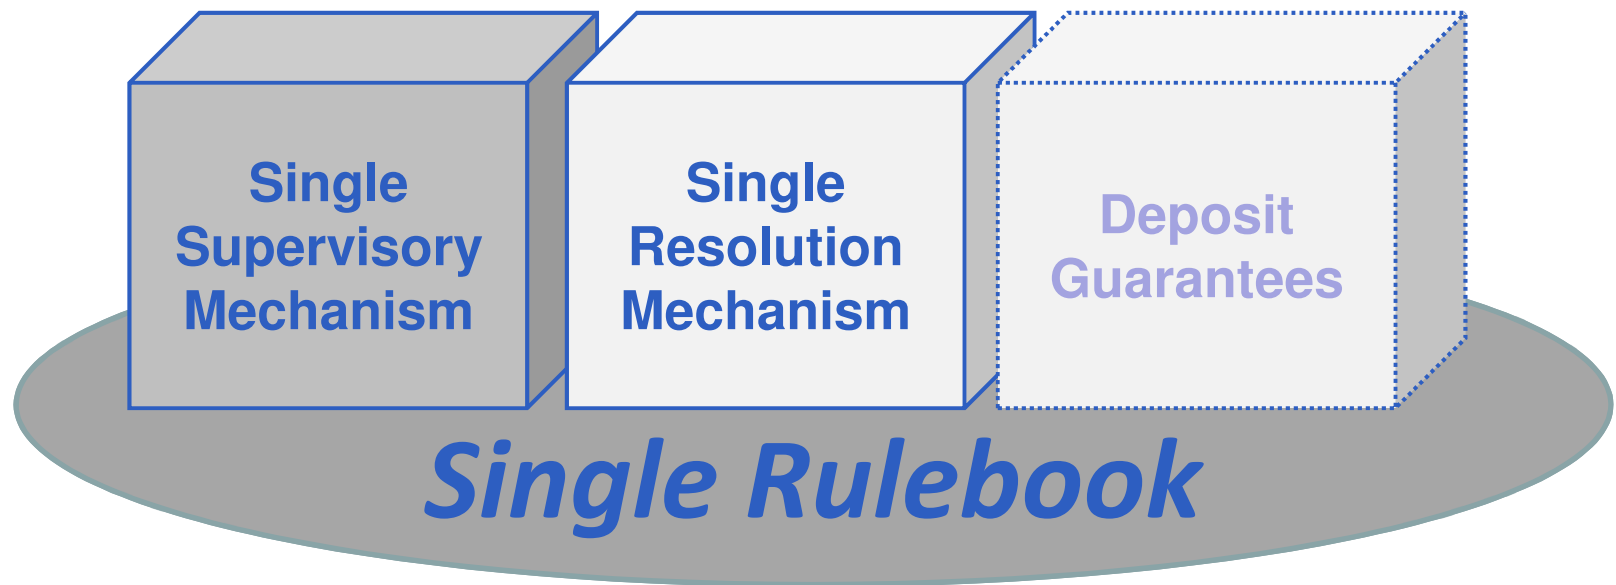 Single
Supervisory
Mechanism
Single
Resolution
Mechanism
Deposit
Guarantees
Single Rulebook